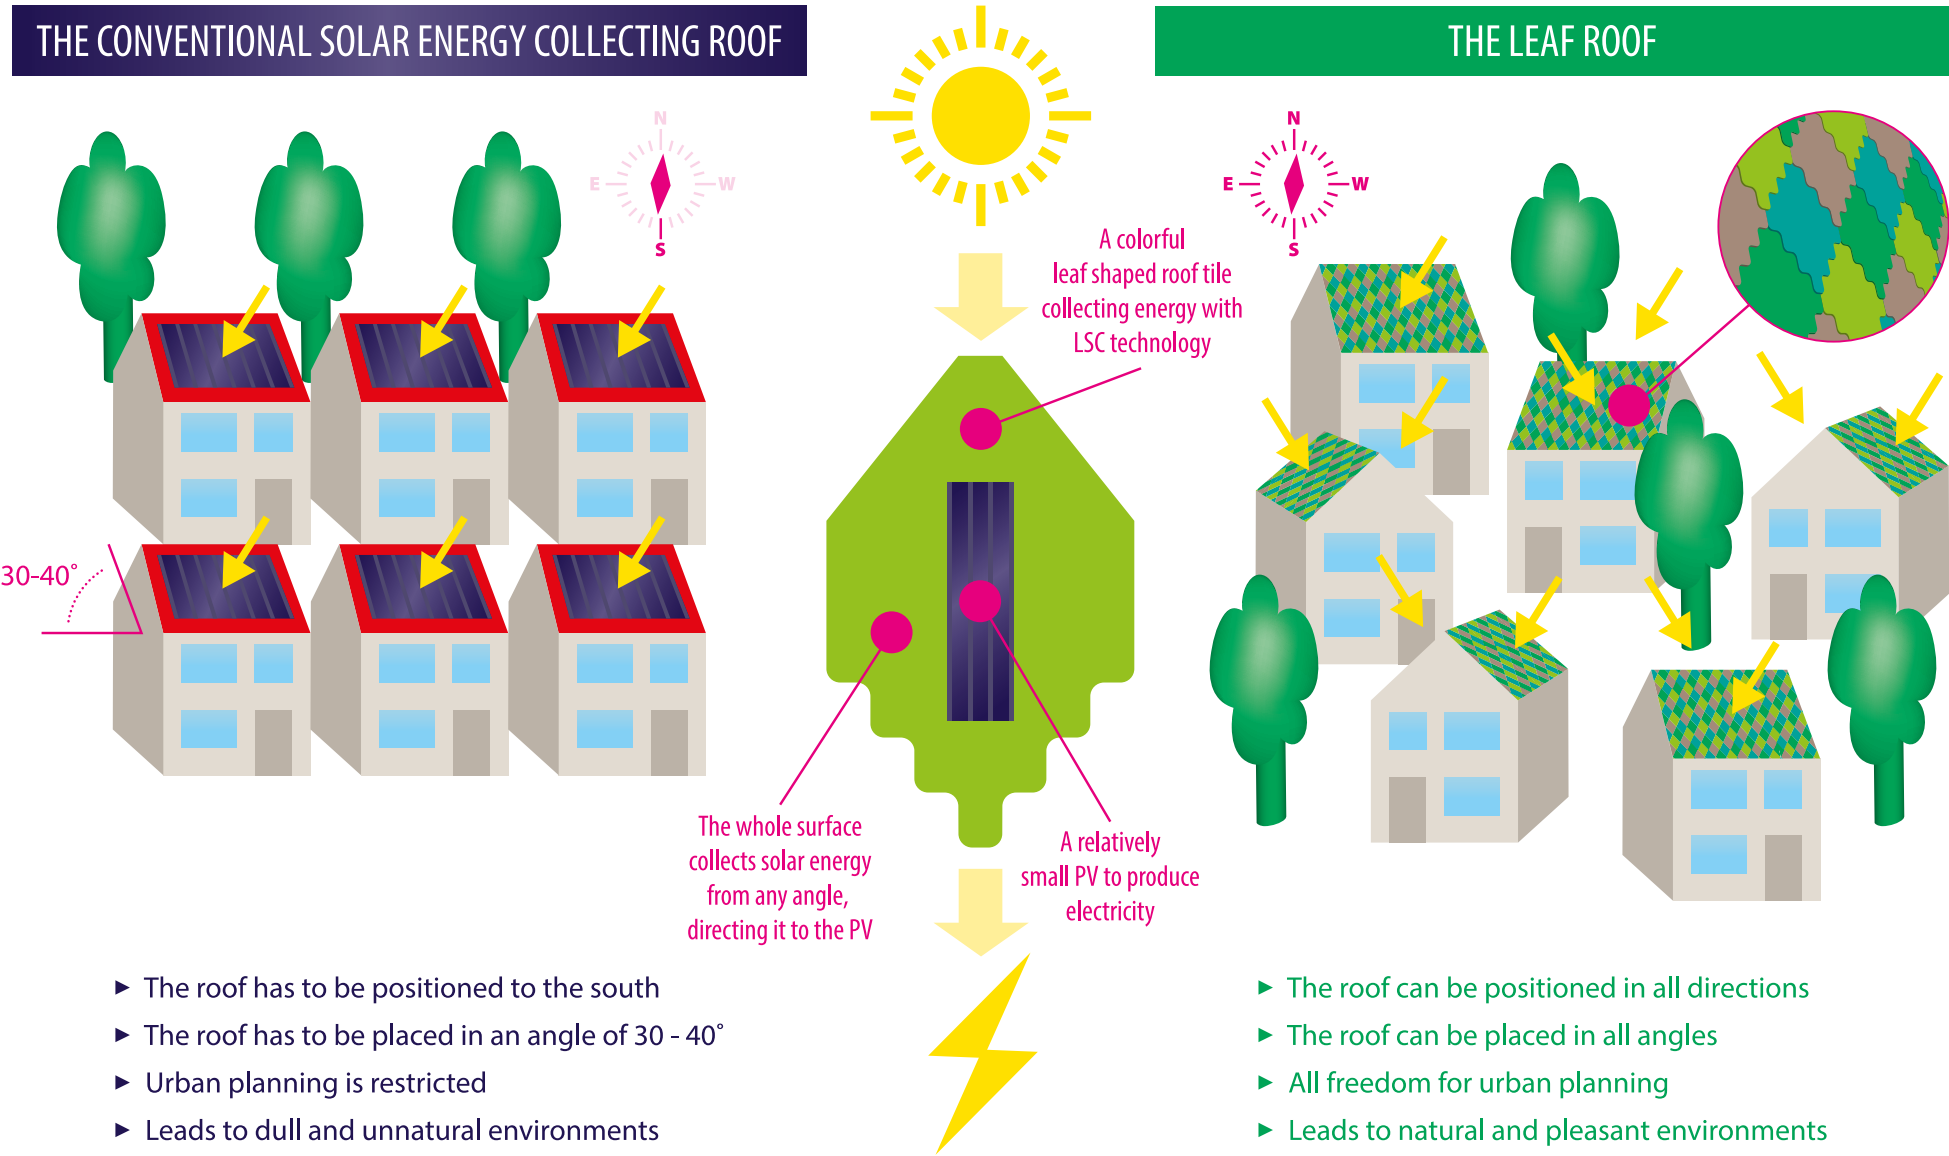 THE CONVENTIONAL SOLAR ENERGY COLLECTING ROOF
THE LEAF ROOF
N
E
W
S
N
E
W
S
A colorful
leaf shaped roof tile
collecting energy with
LSC technology
30-40°
The whole surface
collects solar energy
from any angle,
directing it to the PV
A relatively
small PV to produce
electricity
► The roof has to be positioned to the south
► The roof has to be placed in an angle of 30 - 40°
► Urban planning is restricted
► Leads to dull and unnatural environments
► The roof can be positioned in all directions
► The roof can be placed in all angles
► All freedom for urban planning
► Leads to natural and pleasant environments